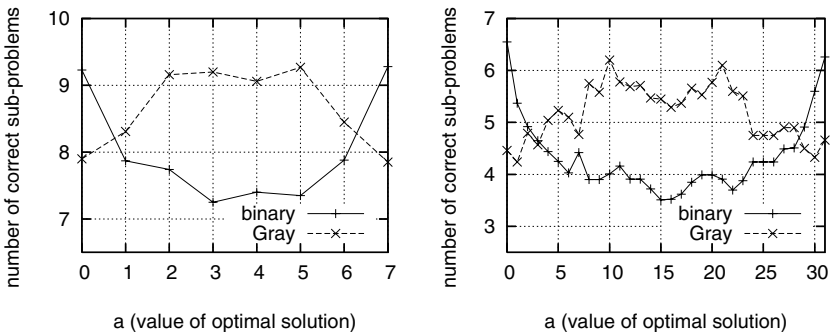 number of correct sub-problems
10
9
8
7
binary
Gray
0 1 2 3 4 5 6 7
a (value of optimal solution)
number of correct sub-problems
7
6
5
4
3
binary
Gray
0 5 10 15 20 25 30
a (value of optimal solution)